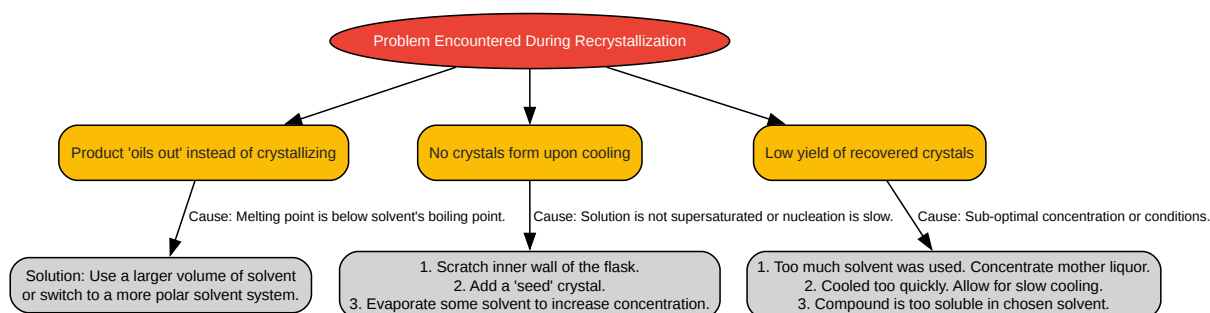 Problem Encountered During Recrystallization
Product 'oils out' instead of crystallizing
No crystals form upon cooling
Low yield of recovered crystals
Cause: Melting point is below solvent's boiling point.
Cause: Solution is not supersaturated or nucleation is slow.
Cause: Sub-optimal concentration or conditions.
Solution: Use a larger volume of solvent
or switch to a more polar solvent system.
1. Scratch inner wall of the flask.
2. Add a 'seed' crystal.
3. Evaporate some solvent to increase concentration.
1. Too much solvent was used. Concentrate mother liquor.
2. Cooled too quickly. Allow for slow cooling.
3. Compound is too soluble in chosen solvent.